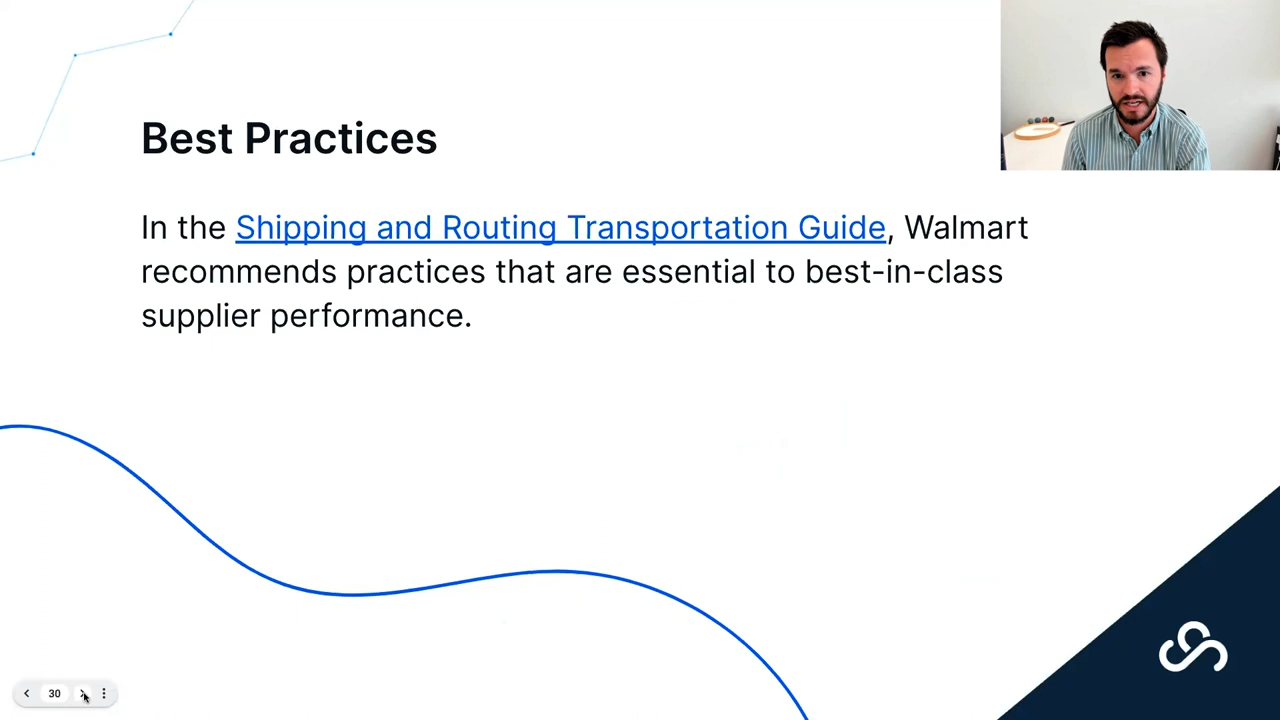 Best Practices
In the Shipping and Routing Transportation Guide, Walmart
recommends practices that are essential to best-in-class
supplier performance.
30